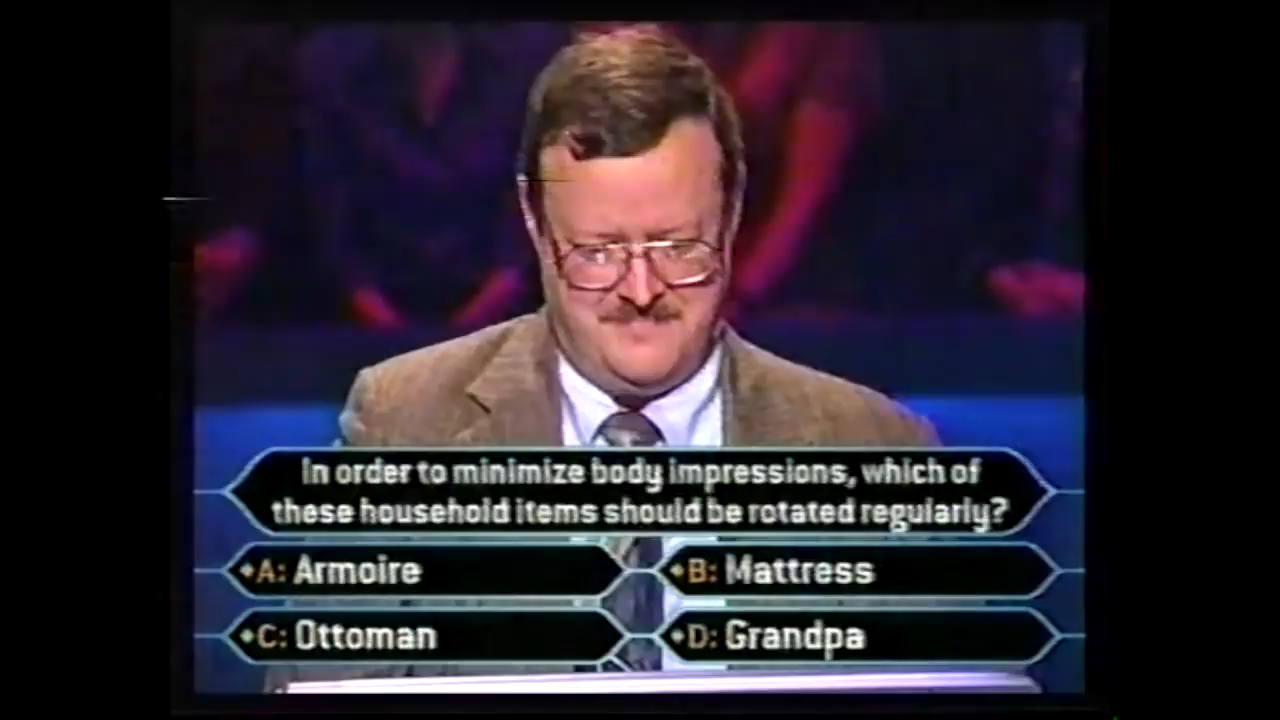 In order to minimize body impressions, which of
these household items should be rotated regularly?
A: Armoire
B: Mattress
C: Ottoman
D: Grandpa